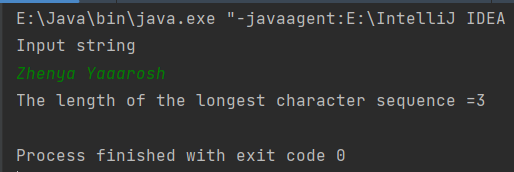 E:\Java\bin\java.exe "-javaagent:E:\IntelliJ IDEA
Input string
Zhenya Yaaarosh
The length of the longest character sequence =3
Process finished with exit code 0